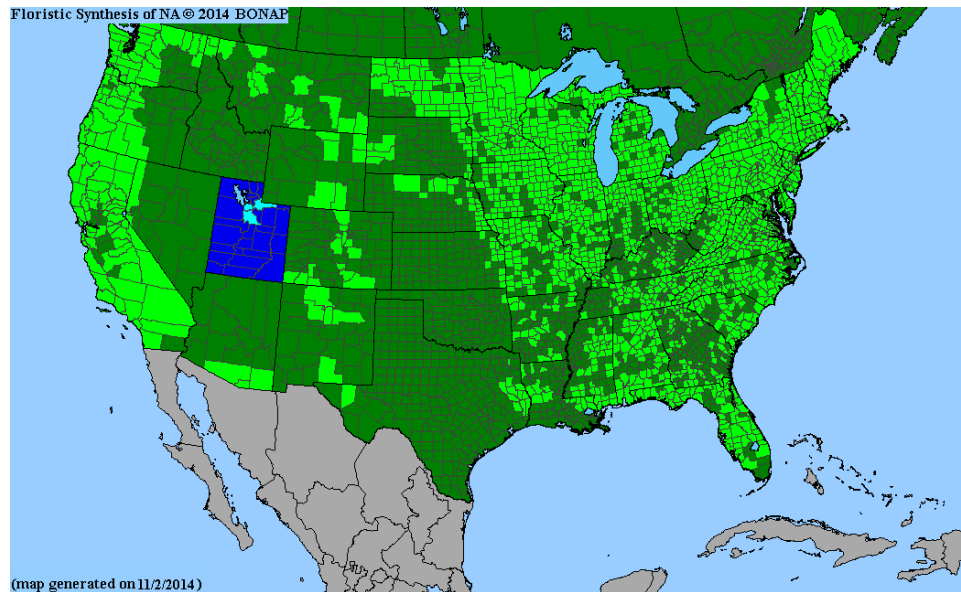 Floristic Synthesis of NA © 2014 BONAP
(map generated on 11/2/2014)